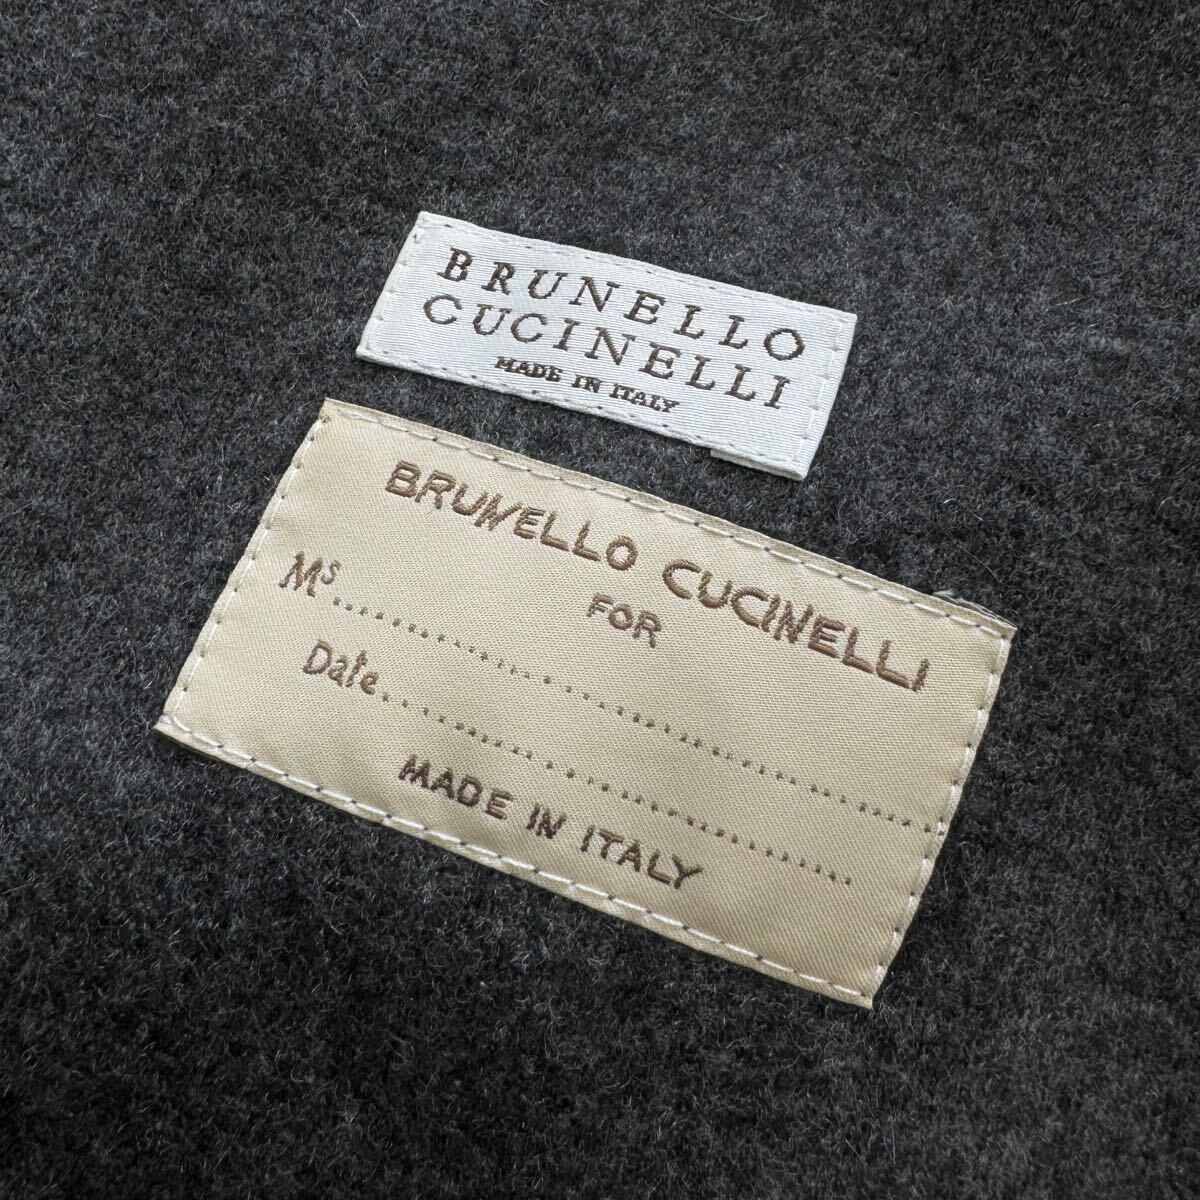 BRUNELLO
CUCINELLI
MADE IN ITALY
BRUNELLO CUCINELLI
FOR
Ms..........................................
Date..........................................
MADE IN ITALY